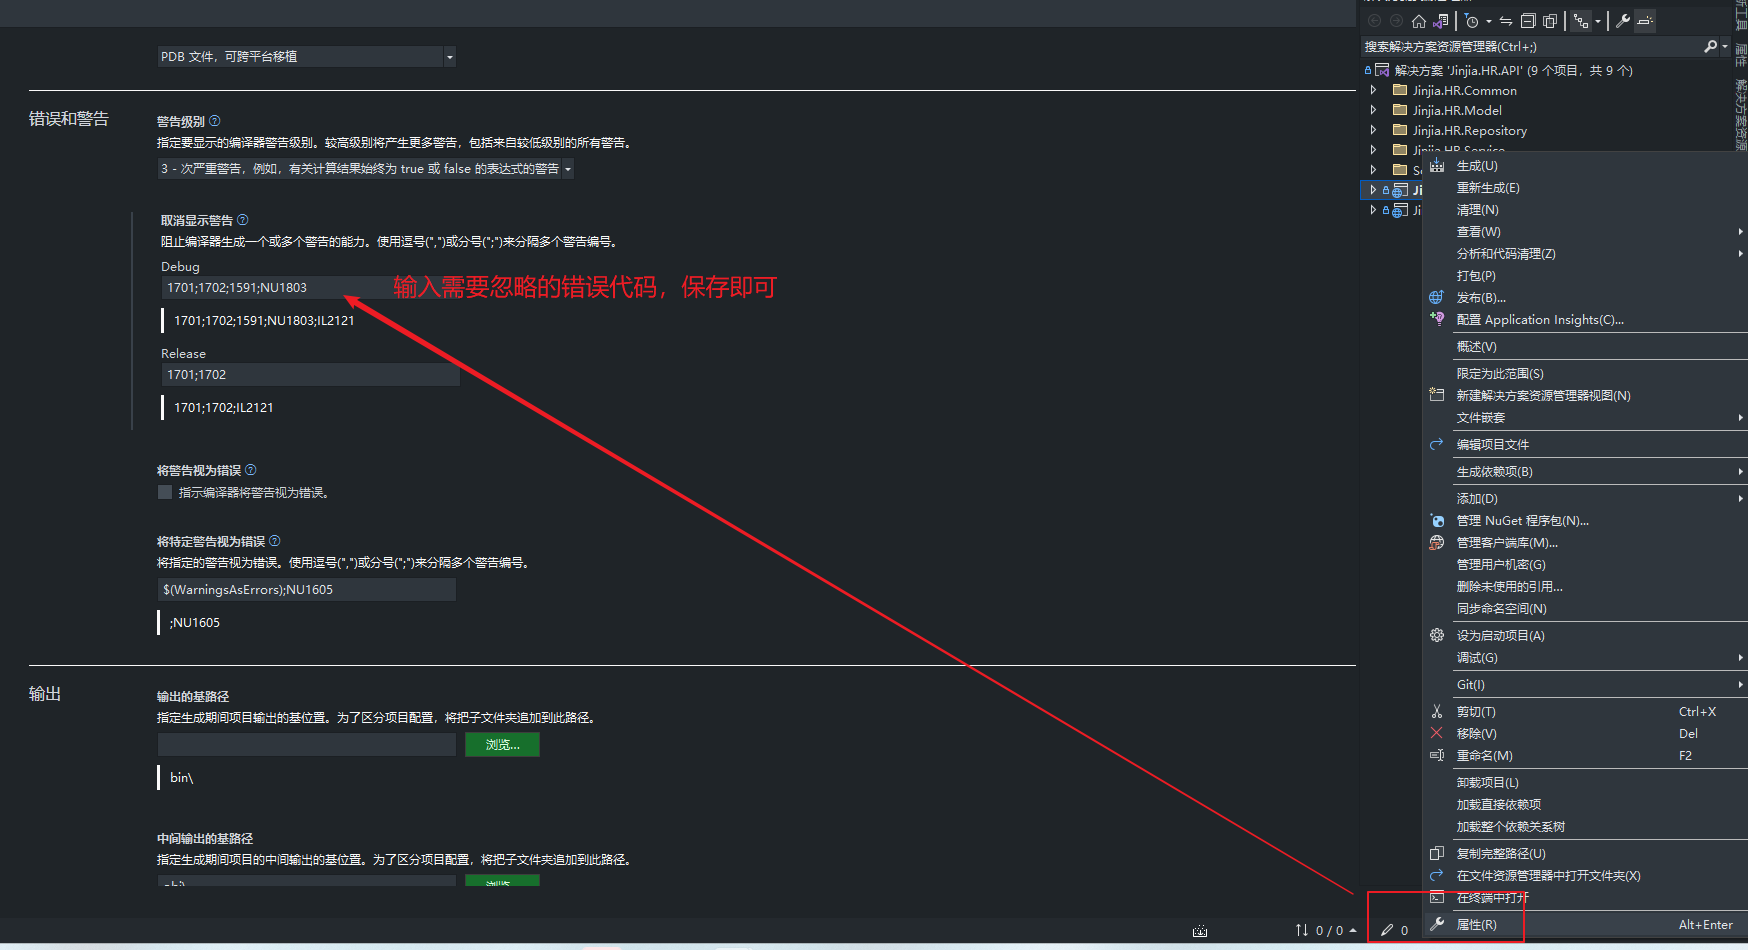 PDB 文件，可跨平台移植
错误和警告
警告级别
指定要显示的编译器警告级别。较高级别将产生更多警告，包括来自较低级别的所有警告。
3 - 次严重警告，例如，有关计算结果始终为 true 或 false 的表达式的警告
取消显示警告
阻止编译器生成一个或多个警告的能力。使用逗号(",")或分号(";")来分隔多个警告编号。
Debug
1701;1702;1591;NU1803
输入需要忽略的错误代码，保存即可
1701;1702;1591;NU1803;IL2121
Release
1701;1702
1701;1702;IL2121
将警告视为错误
指示编译器将警告视为错误。
将特定警告视为错误
将指定的警告视为错误。使用逗号(",")或分号(";")来分隔多个警告编号。
$(WarningsAsErrors);NU1605
;NU1605
输出
输出的基路径
指定生成期间项目输出的基位置。为了区分项目配置，将把子文件夹追加到此路径。
浏览...
bin\
中间输出的基路径
指定生成期间项目的中间输出的基位置。为了区分项目配置，将把子文件夹追加到此路径。
obj\
浏览...
0 / 0
0
搜索解决方案资源管理器(Ctrl+;)
解决方案 'Jinjia.HR.API' (9 个项目，共 9 个)
Jinjia.HR.Common
Jinjia.HR.Model
Jinjia.HR.Repository
Jinjia.HR.Service
Ji
Ji
生成(U)
重新生成(E)
清理(N)
查看(W)
分析和代码清理(Z)
打包(P)
发布(B)...
配置 Application Insights(C)...
概述(V)
限定为此范围(S)
新建解决方案资源管理器视图(N)
文件嵌套
编辑项目文件
生成依赖项(B)
添加(D)
管理 NuGet 程序包(N)...
管理客户端库(M)...
管理用户机密(G)
删除未使用的引用...
同步命名空间(N)
设为启动项目(A)
调试(G)
Git(I)
剪切(T) Ctrl+X
移除(V) Del
重命名(M) F2
卸载项目(L)
加载直接依赖项
加载整个依赖关系树
复制完整路径(U)
在文件资源管理器中打开文件夹(X)
在终端中打开
属性(R) Alt+Enter
属性
解决方案资源